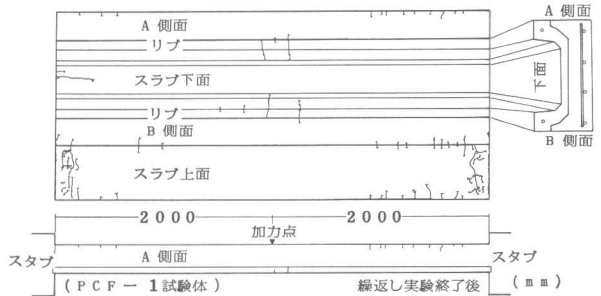 A 側面
リブ
スラブ下面
リブ
B 側面
スラブ上面
A 側面
下面
B 側面
2000 2000
加力点
スタブ A 側面 スタブ
(PCF－1試験体) 繰返し実験終了後 (mm)